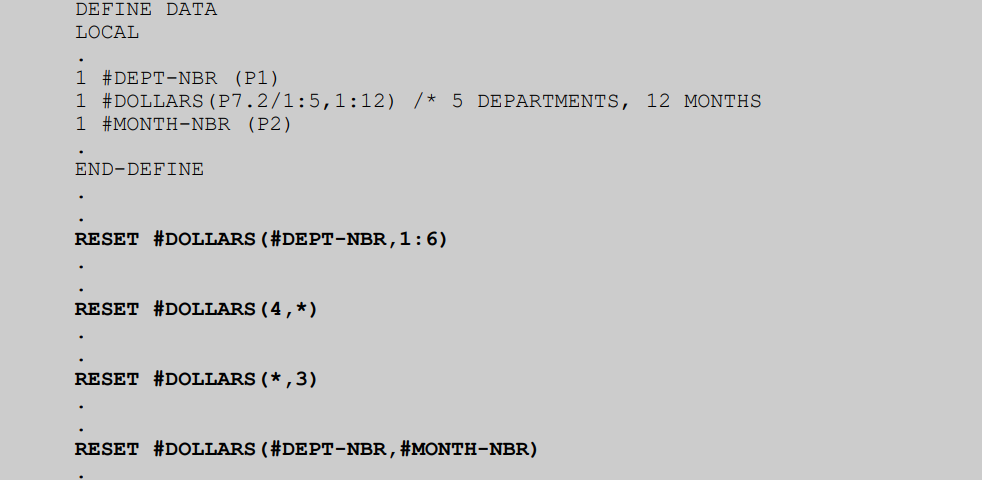 DEFINE DATA
LOCAL
.
1 #DEPT-NBR (P1)
1 #DOLLARS(P7.2/1:5,1:12) /* 5 DEPARTMENTS, 12 MONTHS
1 #MONTH-NBR (P2)
.
END-DEFINE
.
.
RESET #DOLLARS(#DEPT-NBR,1:6)
.
.
RESET #DOLLARS(4,*)
.
.
RESET #DOLLARS(*,3)
.
.
RESET #DOLLARS(#DEPT-NBR,#MONTH-NBR)
.